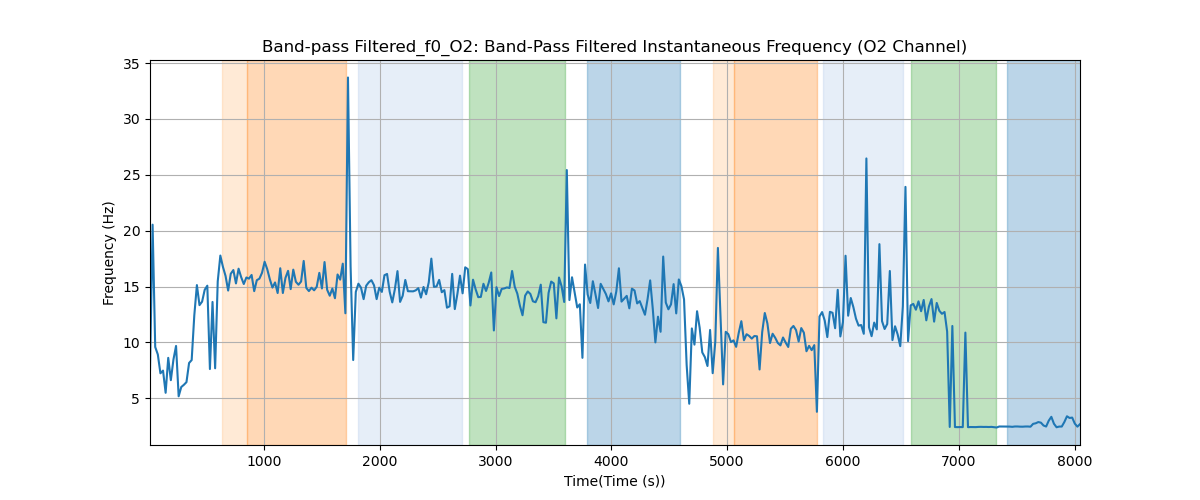 Band-pass Filtered_f0_O2: Band-Pass Filtered Instantaneous Frequency (O2 Channel)
Frequency (Hz)
35
30
25
20
15
10
5
1000 2000 3000 4000 5000 6000 7000 8000
Time(Time (s))